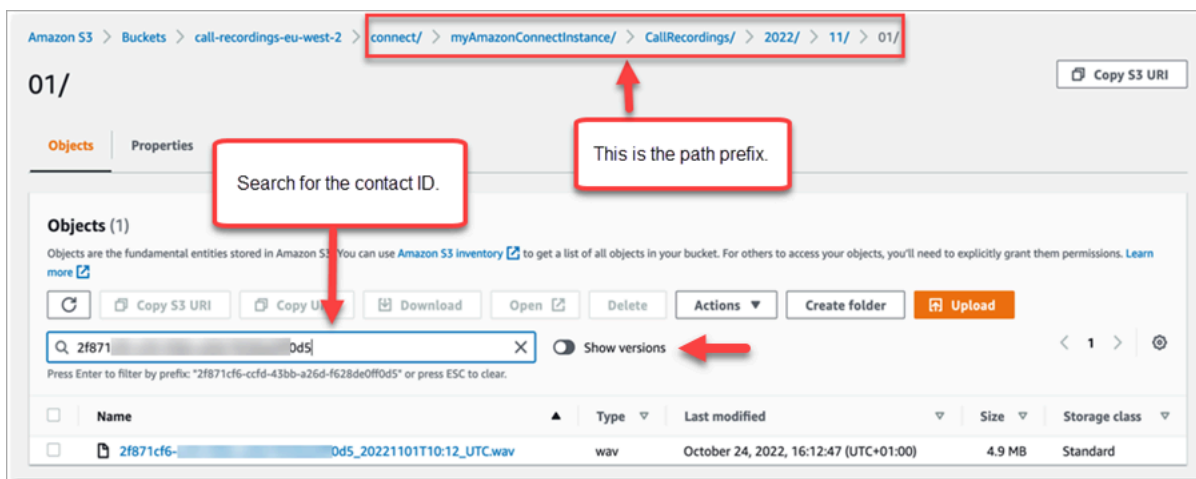 Amazon S3 > Buckets > call-recordings-eu-west-2 > connect/ > myAmazonConnectInstance/ > CallRecordings/ > 2022/ > 11/ > 01/
01/
Copy S3 URI
Objects
Properties
This is the path prefix.
Search for the contact ID.
Objects (1)
Objects are the fundamental entities stored in Amazon S3. You can use Amazon S3 inventory to get a list of all objects in your bucket. For others to access your objects, you'll need to explicitly grant them permissions. Learn
more
Copy S3 URI Copy U Download Open Delete Actions Create folder Upload
2f871 0d5 Show versions < 1 >
Press Enter to filter by prefix: "2f871cf6-ccfd-43bb-a26d-f628de0ff0d5" or press ESC to clear.
Name Type Last modified Size Storage class
2f871cf6- 0d5_20221101T10:12_UTC.wav wav October 24, 2022, 16:12:47 (UTC+01:00) 4.9 MB Standard